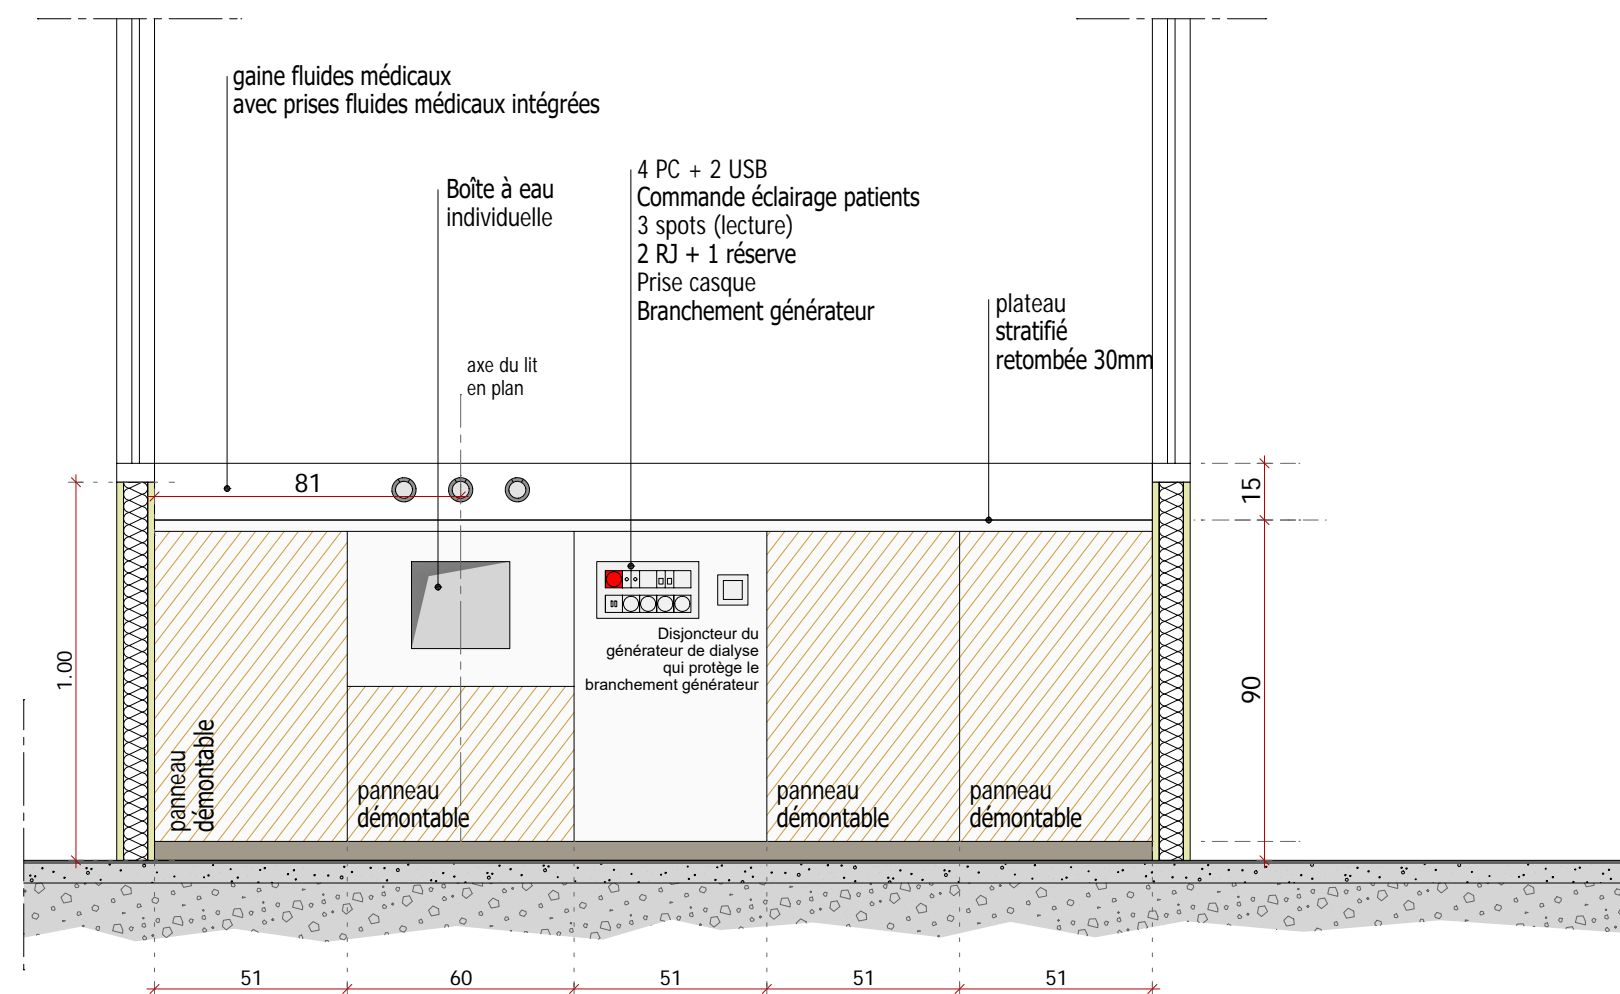 gaine fluides médicaux
avec prises fluides médicaux intégrées
Boîte à eau
individuelle
4 PC + 2 USB
Commande éclairage patients
3 spots (lecture)
2 RJ + 1 réserve
Prise casque
Branchement générateur
plateau
stratifié
retombée 30mm
axe du lit
en plan
81
15
1.00
90
Disjoncteur du
générateur de dialyse
qui protège le
branchement générateur
panneau
démontable
panneau
démontable
panneau
démontable
panneau
démontable
51
60
51
51
51